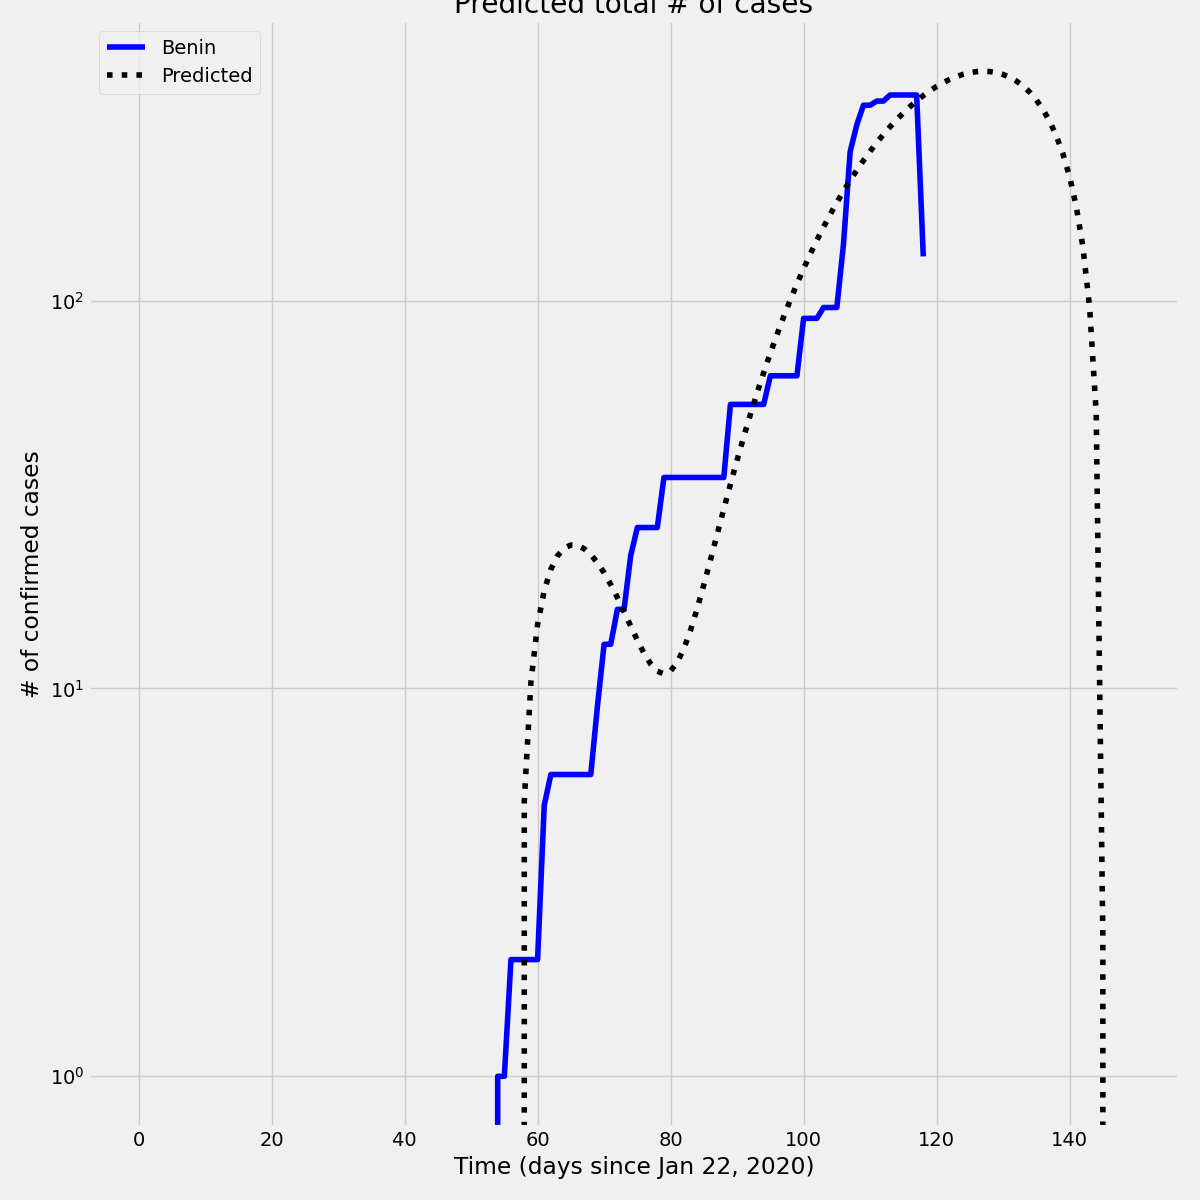 Predicted total # of cases
Benin
Predicted
# of confirmed cases
10²
10¹
10⁰
0 20 40 60 80 100 120 140
Time (days since Jan 22, 2020)